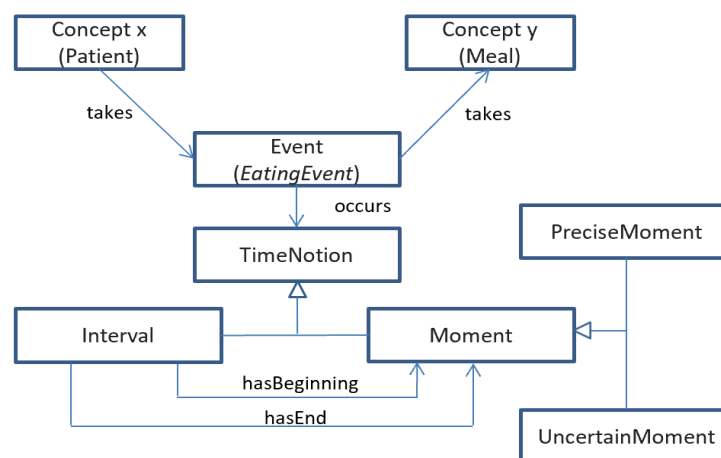 Concept x
(Patient)
Concept y
(Meal)
takes
takes
Event
(EatingEvent)
occurs
PreciseMoment
TimeNotion
Interval
Moment
hasBeginning
hasEnd
UncertainMoment